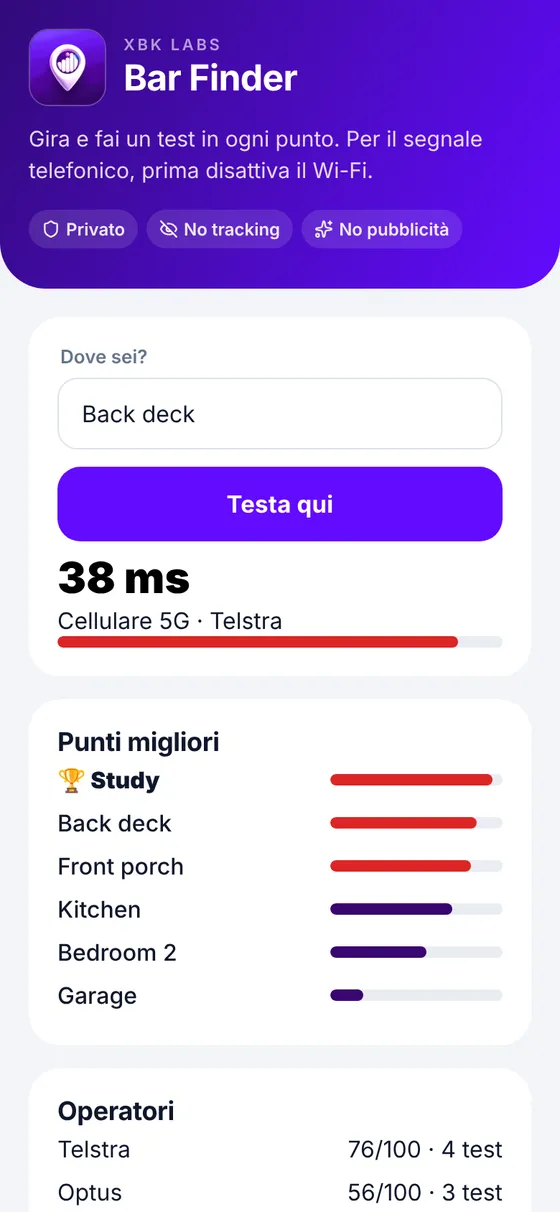 XBK LABS
Bar Finder
Gira e fai un test in ogni punto. Per il segnale
telefonico, prima disattiva il Wi-Fi.
Privato
No tracking
No pubblicità
Dove sei?
Back deck
Testa qui
38 ms
Cellulare 5G · Telstra
Punti migliori
🏆 Study
Back deck
Front porch
Kitchen
Bedroom 2
Garage
Operatori
Telstra 76/100 · 4 test
Optus 56/100 · 3 test